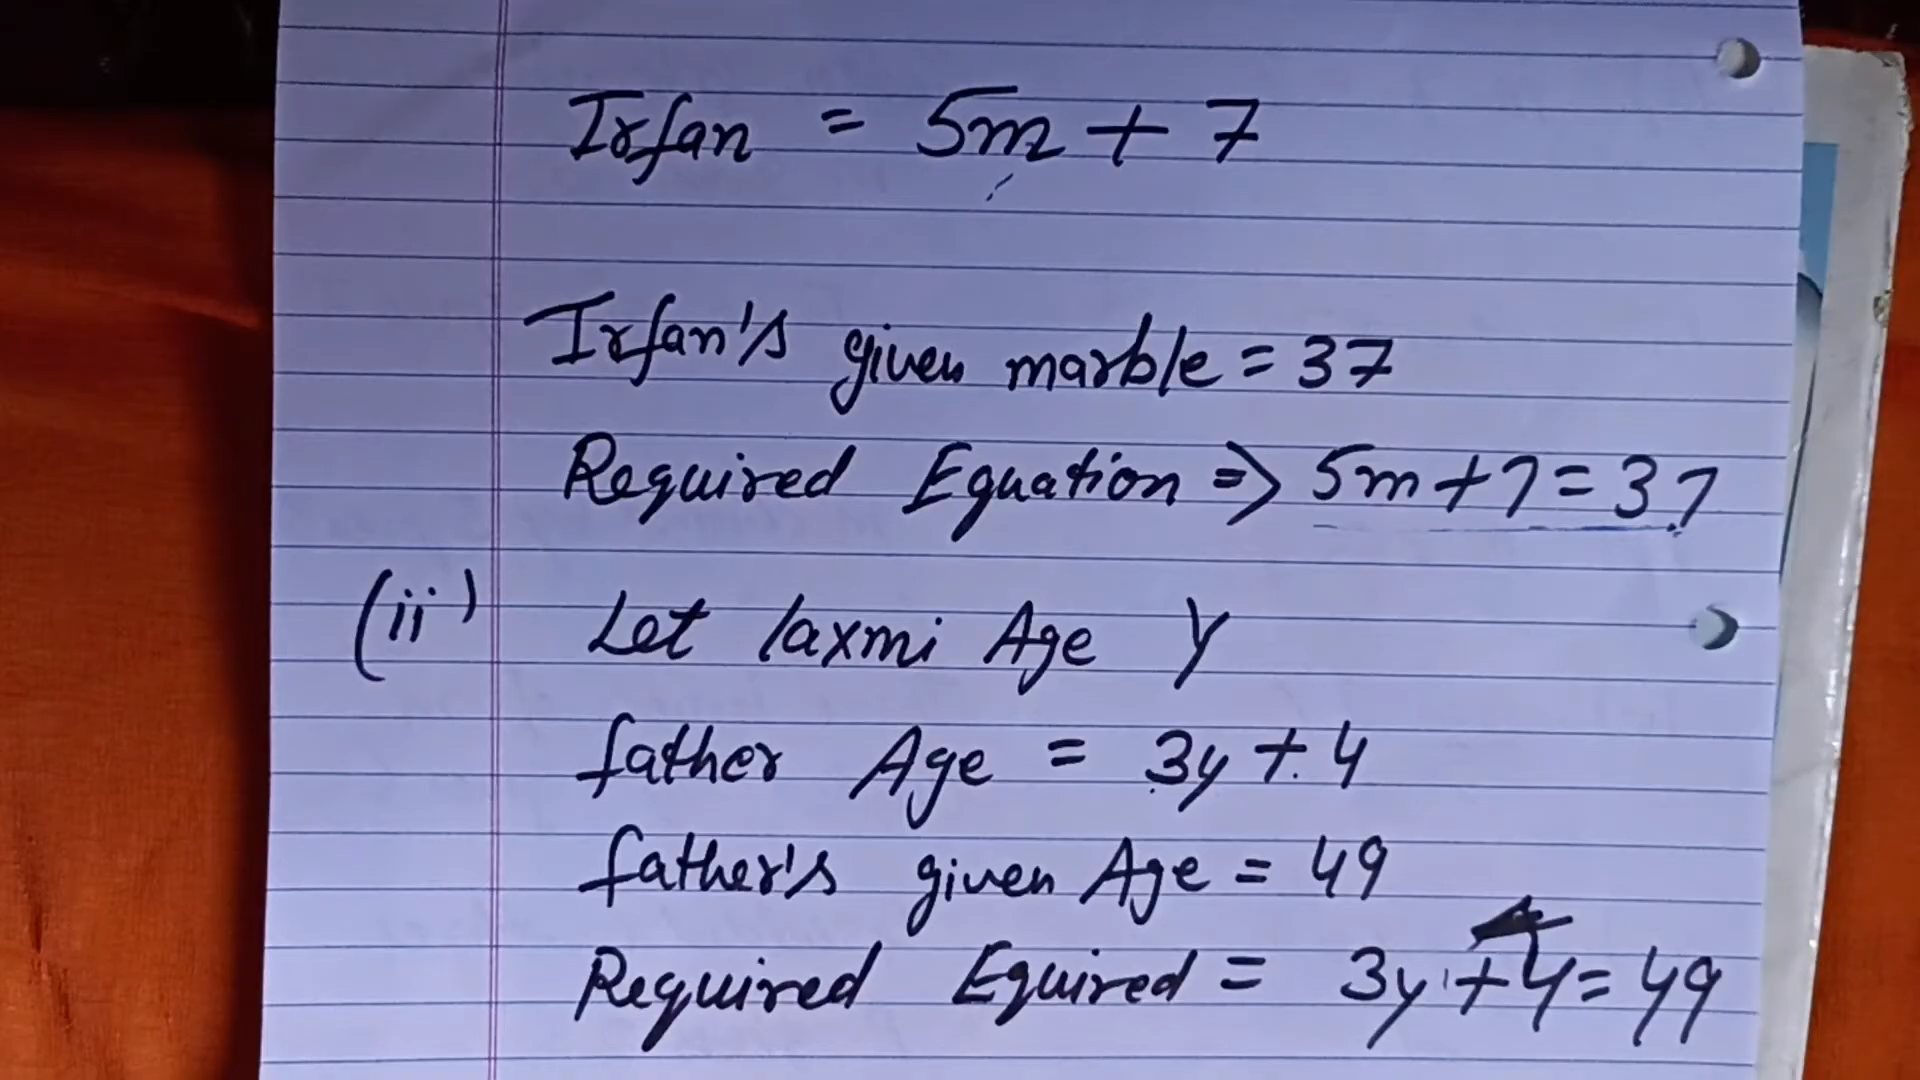 Irfan = 5m + 7
Irfan's given marble = 37
Required Equation => 5m+7=37
(ii) Let laxmi Age Y
father Age = 3y + 4
father's given Age = 49
Required Equired = 3y + 4 = 49